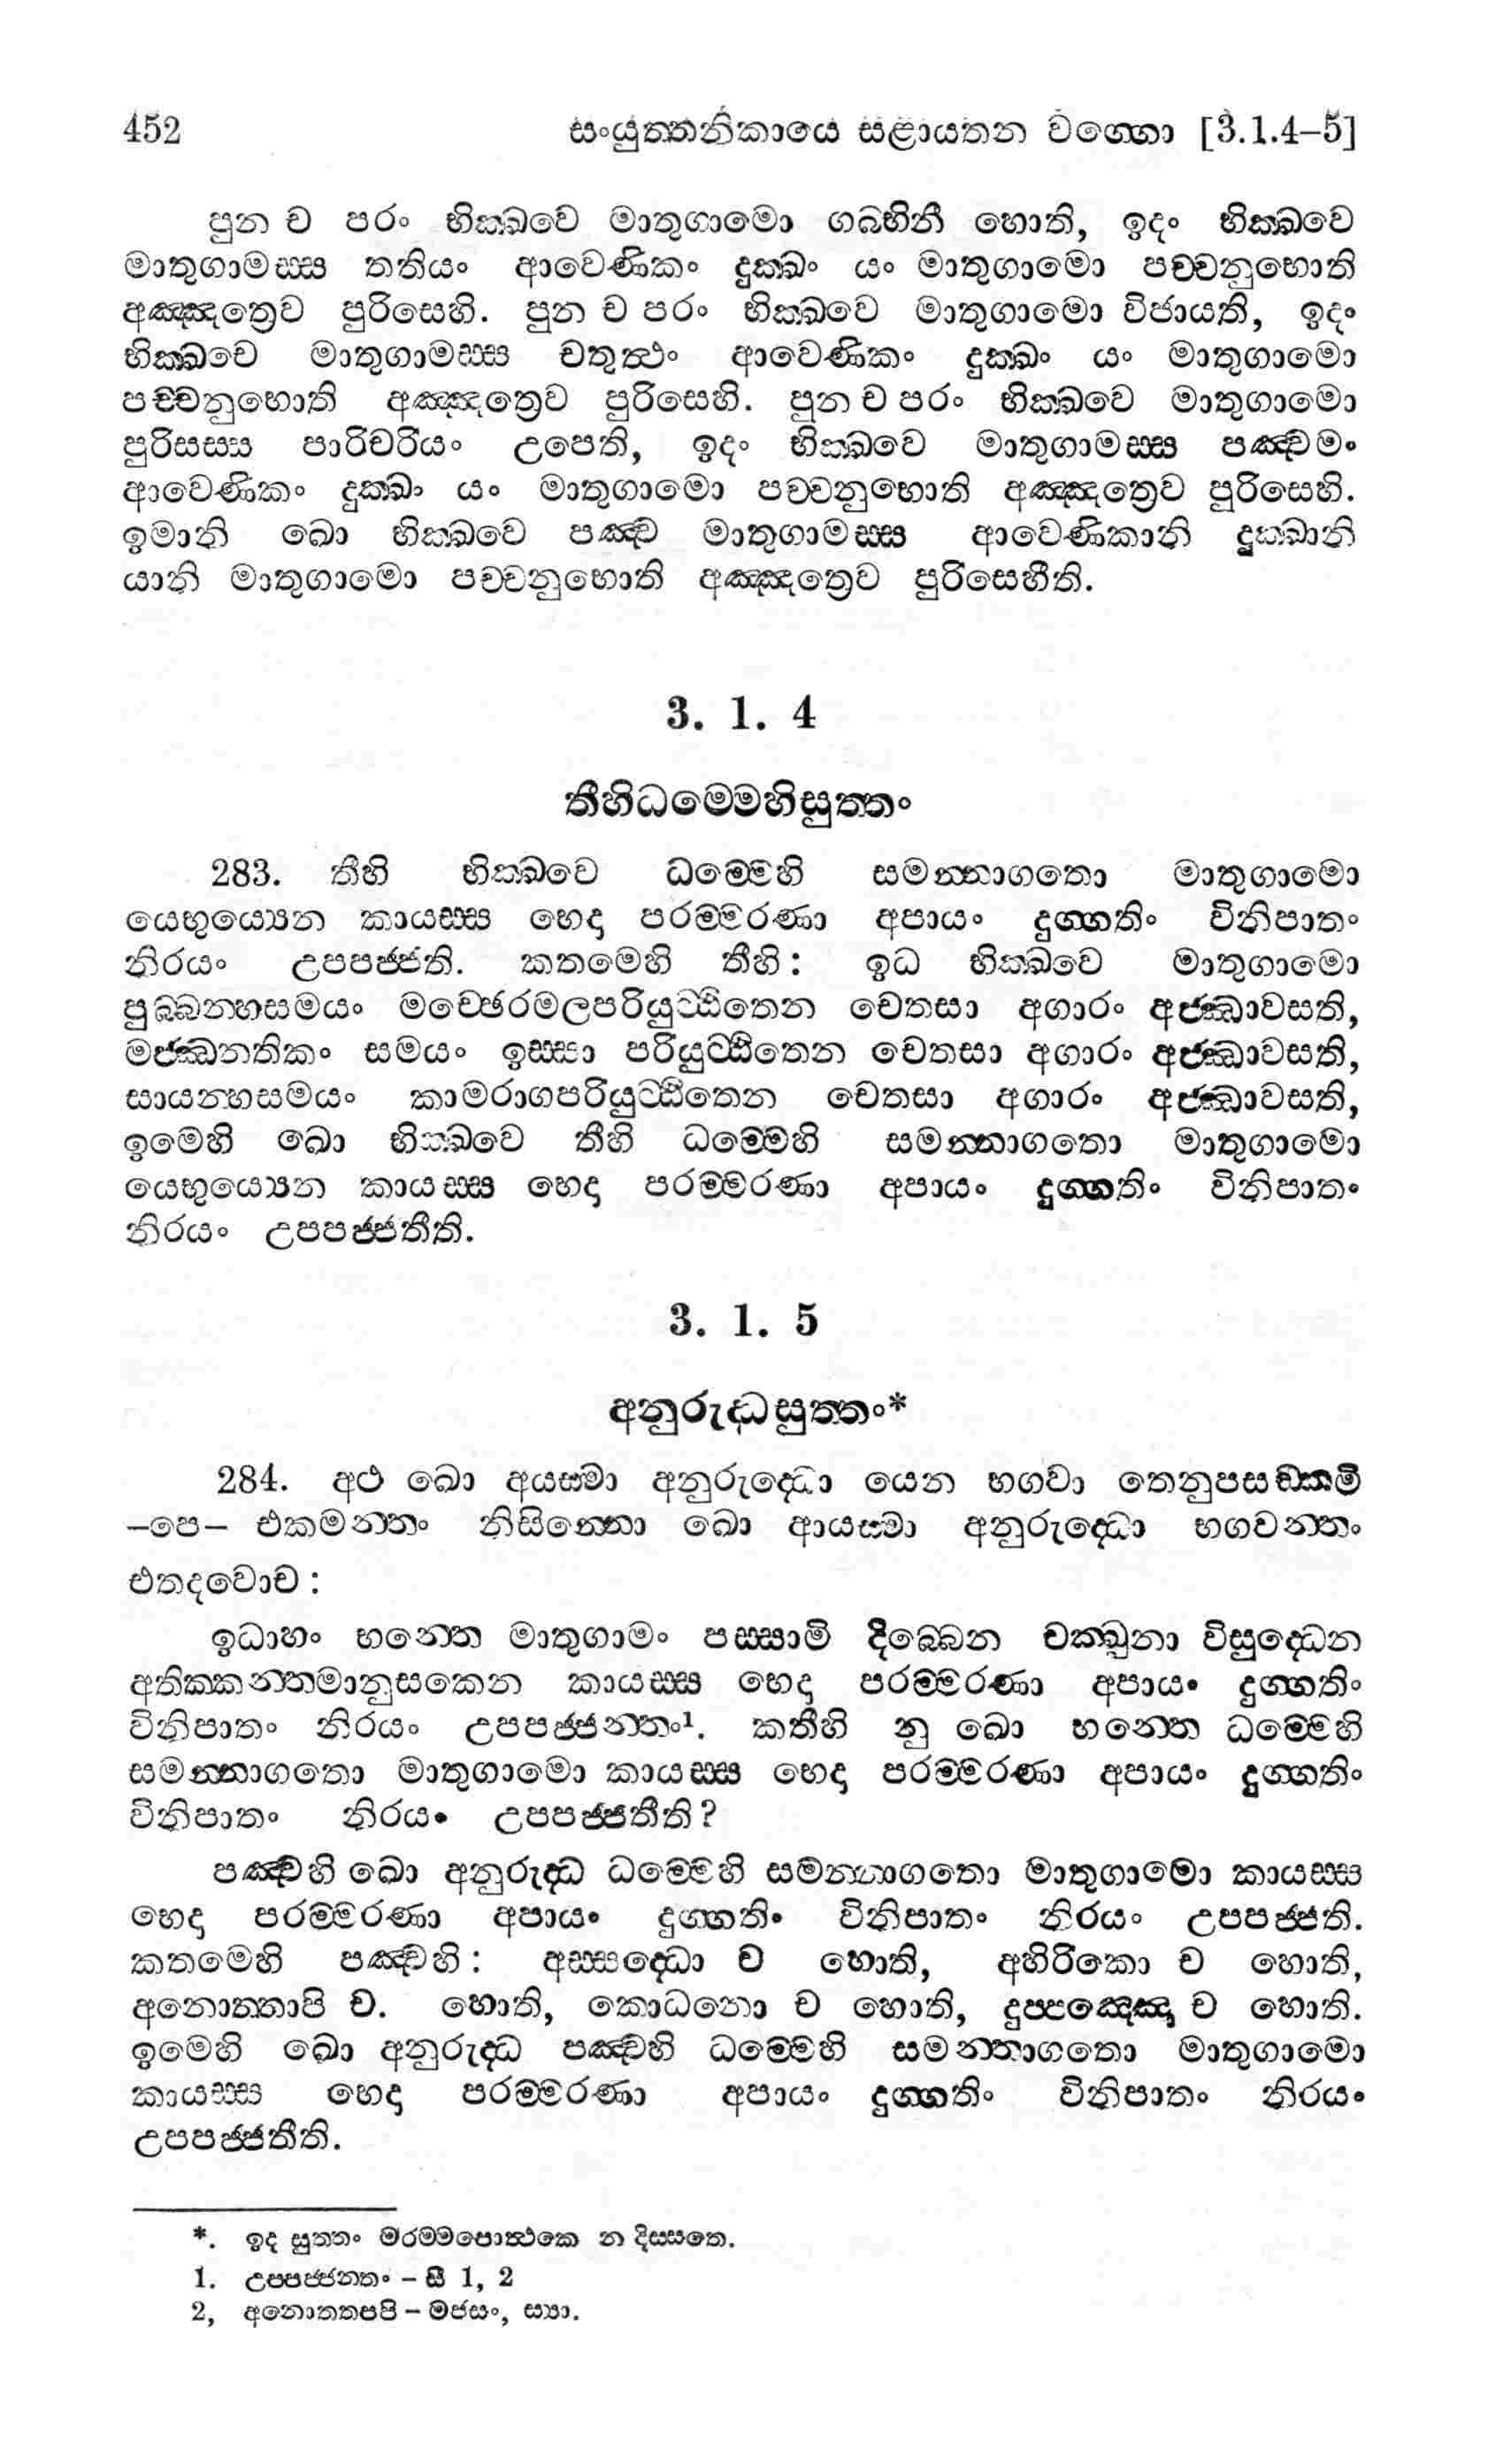 452 සංයුත්තනිකායෙ සළායතන වග්ගො [3.1.4–5]
පුන ච පරං භික්ඛවෙ මාතුගාමො ගබ්භිනී හොති, ඉදං භික්ඛවෙ
මාතුගාමස්ස තතියං ආවෙණිකං දුක්ඛං යං මාතුගාමො පච්චනුභොති
අඤ්ඤත්‍රෙව පුරිසෙහි. පුන ච පරං භික්ඛවෙ මාතුගාමො විජායති, ඉදං
භික්ඛවෙ මාතුගාමස්ස චතුත්ථං ආවෙණිකං දුක්ඛං යං මාතුගාමො
පච්චනුභොති අඤ්ඤත්‍රෙව පුරිසෙහි. පුන ච පරං භික්ඛවෙ මාතුගාමො
පුරිසස්ස පාරිචරියං උපෙති, ඉදං භික්ඛවෙ මාතුගාමස්ස පඤ්චමං
ආවෙණිකං දුක්ඛං යං මාතුගාමො පච්චනුභොති අඤ්ඤත්‍රෙව පුරිසෙහි.
ඉමානි ඛො භික්ඛවෙ පඤ්ච මාතුගාමස්ස ආවෙණිකානි දුක්ඛානි
යානි මාතුගාමො පච්චනුභොති අඤ්ඤත්‍රෙව පුරිසෙහීති.
3. 1. 4
තීහිධම්මෙහිසුත්තං
283. තීහි භික්ඛවෙ ධම්මෙහි සමන්නාගතො මාතුගාමො
යෙභුය්‍යෙන කායස්ස භෙදා පරම්මරණා අපායං දුග්ගතිං විනිපාතං
නිරයං උපපජ්ජති. කතමෙහි තීහි: ඉධ භික්ඛවෙ මාතුගාමො
පුබ්බන්හසමයං මච්ඡෙරමලපරියුට්ඨිතෙන චෙතසා අගාරං අජ්ඣාවසති,
මජ්ඣන්තිකං සමයං ඉස්සා පරියුට්ඨිතෙන චෙතසා අගාරං අජ්ඣාවසති,
සායන්හසමයං කාමරාගපරියුට්ඨිතෙන චෙතසා අගාරං අජ්ඣාවසති,
ඉමෙහි ඛො භික්ඛවෙ තීහි ධම්මෙහි සමන්නාගතො මාතුගාමො
යෙභුය්‍යෙන කායස්ස භෙදා පරම්මරණා අපායං දුග්ගතිං විනිපාතං
නිරයං උපපජ්ජතීති.
3. 1. 5
අනුරුද්ධසුත්තං*
284. අථ ඛො අයස්මා අනුරුද්ධො යෙන භගවා තෙනුපසඞ්කමි
–පෙ– එකමන්තං නිසින්නො ඛො ආයස්මා අනුරුද්ධො භගවන්තං
එතදවොච:
ඉධාහං භන්තෙ මාතුගාමං පස්සාමි දිබ්බෙන චක්ඛුනා විසුද්ධෙන
අතික්කන්තමානුසකෙන කායස්ස භෙදා පරම්මරණා අපායං දුග්ගතිං
විනිපාතං නිරයං උපපජ්ජන්තං¹. කතීහි නු ඛො භන්තෙ ධම්මෙහි
සමන්නාගතො මාතුගාමො කායස්ස භෙදා පරම්මරණා අපායං දුග්ගතිං
විනිපාතං නිරයං උපපජ්ජතීති?
පඤ්චහි ඛො අනුරුද්ධ ධම්මෙහි සමන්නාගතො මාතුගාමො කායස්ස
භෙදා පරම්මරණා අපායං දුග්ගතිං විනිපාතං නිරයං උපපජ්ජති.
කතමෙහි පඤ්චහි: අස්සද්ධො ච හොති, අහිරිකො ච හොති,
අනොත්තාපි ච. හොති, කොධනො ච හොති, දුප්පඤ්ඤො ච හොති.
ඉමෙහි ඛො අනුරුද්ධ පඤ්චහි ධම්මෙහි සමන්නාගතො මාතුගාමො
කායස්ස භෙදා පරම්මරණා අපායං දුග්ගතිං විනිපාතං නිරයං
උපපජ්ජතීති.
*. ඉද සුත්තං මරම්මපොත්ථකෙ න දිස්සතෙ.
1. උප්පජ්ජන්තං – සී 1, 2
2, අනොත්තප්පි – මජසං, ස්‍යා.